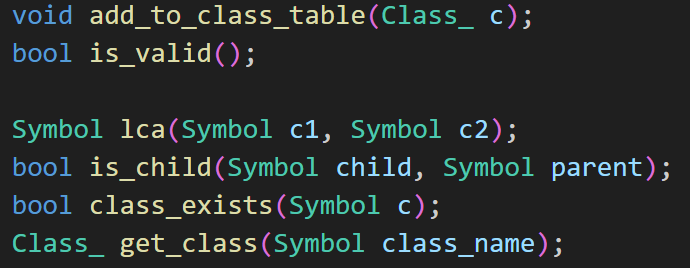 void add_to_class_table(Class_ c);
bool is_valid();
Symbol lca(Symbol c1, Symbol c2);
bool is_child(Symbol child, Symbol parent);
bool class_exists(Symbol c);
Class_ get_class(Symbol class_name);